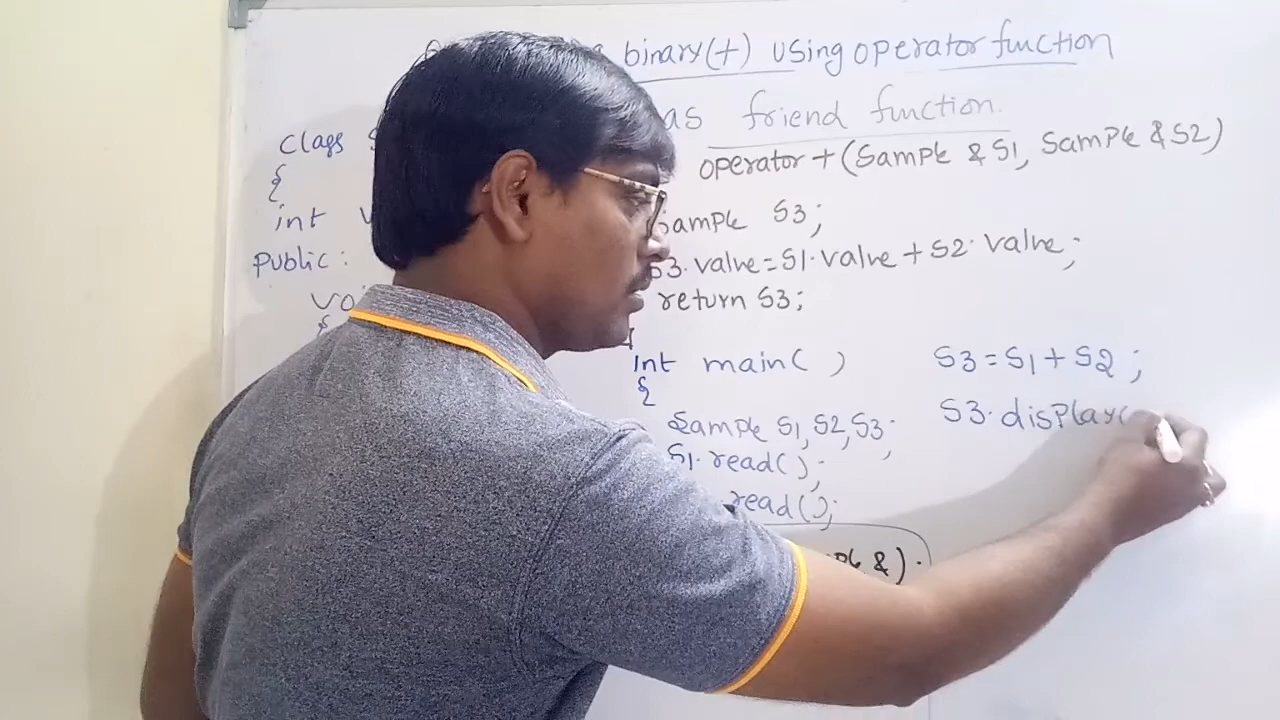 binary(+) using operator function
as friend function.
class
{
int
public:
{
operator + (Sample & S1, Sample & S2)
Sample S3;
S3.value=S1.value + S2.value;
return S3;
int main( )
{
Sample S1, S2, S3;
S1.read();
read();
&).
S3=S1+S2;
S3.display(